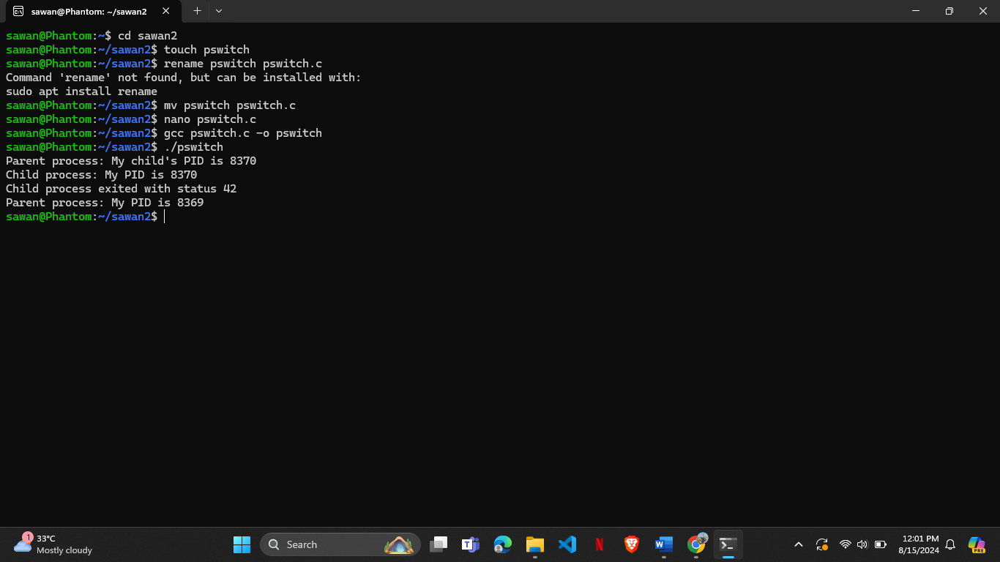 sawan@Phantom: ~/sawan2
sawan@Phantom:~$ cd sawan2
sawan@Phantom:~/sawan2$ touch pswitch
sawan@Phantom:~/sawan2$ rename pswitch pswitch.c
Command 'rename' not found, but can be installed with:
sudo apt install rename
sawan@Phantom:~/sawan2$ mv pswitch pswitch.c
sawan@Phantom:~/sawan2$ nano pswitch.c
sawan@Phantom:~/sawan2$ gcc pswitch.c -o pswitch
sawan@Phantom:~/sawan2$ ./pswitch
Parent process: My child's PID is 8370
Child process: My PID is 8370
Child process exited with status 42
Parent process: My PID is 8369
sawan@Phantom:~/sawan2$
1
33°C
Mostly cloudy
Search
12:01 PM
8/15/2024
PRE